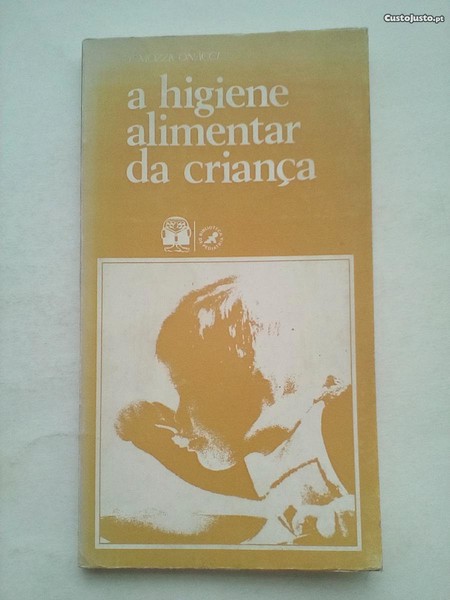 CustoJusto.pt
a higiene
alimentar
da criança